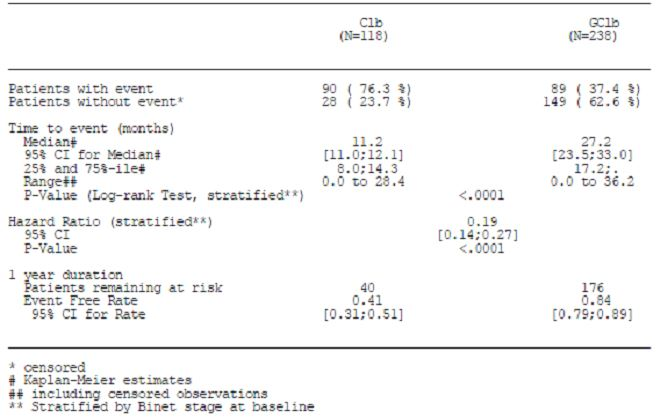 Clb GClb
(N=118) (N=238)
Patients with event 90 ( 76.3 %) 89 ( 37.4 %)
Patients without event* 28 ( 23.7 %) 149 ( 62.6 %)
Time to event (months)
Median# 11.2 27.2
95% CI for Median# [11.0;12.1] [23.5;33.0]
25% and 75%-ile# 8.0;14.3 17.2;.
Range## 0.0 to 28.4 0.0 to 36.2
P-Value (Log-rank Test, stratified**) <.0001
Hazard Ratio (stratified**) 0.19
95% CI [0.14;0.27]
P-Value <.0001
1 year duration
Patients remaining at risk 40 176
Event Free Rate 0.41 0.84
95% CI for Rate [0.31;0.51] [0.79;0.89]
* censored
# Kaplan-Meier estimates
## including censored observations
** Stratified by Binet stage at baseline